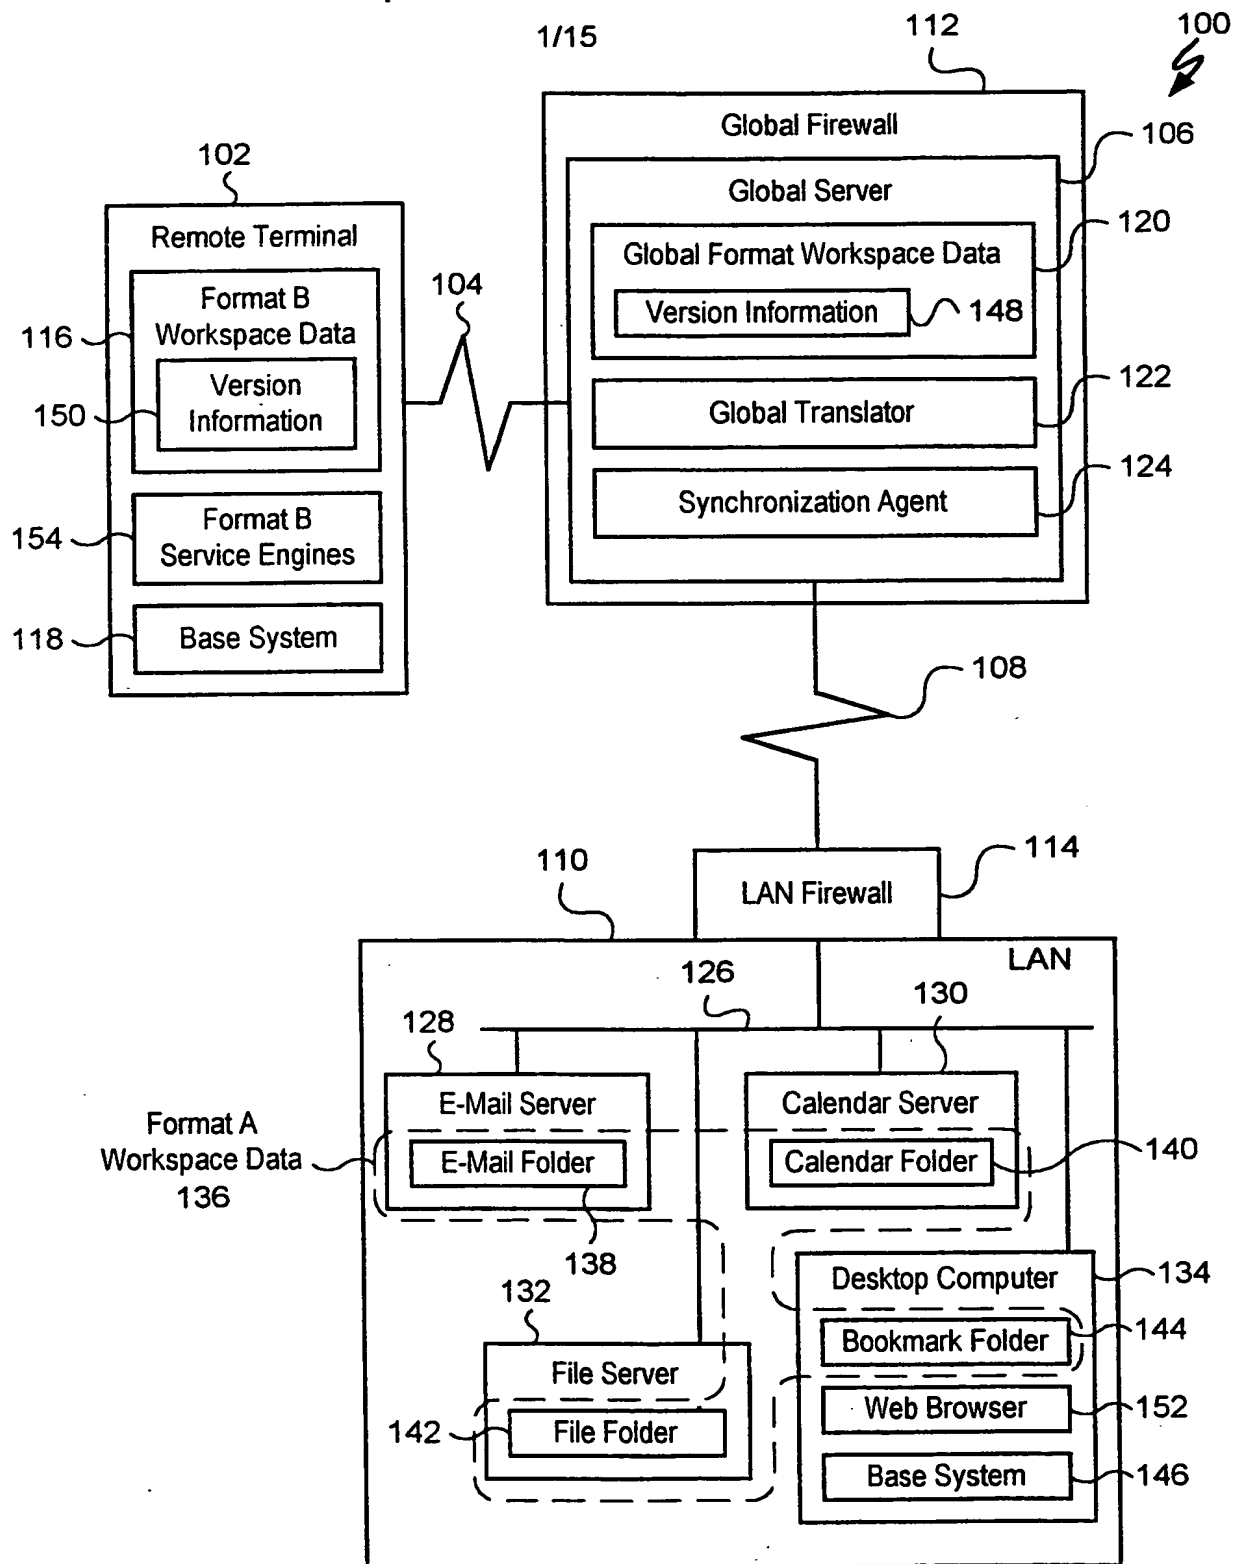 1/15
112
100
Global Firewall
106
102
Global Server
120
Remote Terminal
Global Format Workspace Data
104
Format B
Workspace Data
116
Version Information
148
Version
Information
150
122
Global Translator
124
Synchronization Agent
Format B
Service Engines
154
118
Base System
108
110
114
LAN Firewall
LAN
126
130
128
E-Mail Server
Calendar Server
Format A
Workspace Data
136
E-Mail Folder
Calendar Folder
140
138
Desktop Computer
134
132
Bookmark Folder
144
File Server
Web Browser
152
142
File Folder
Base System
146